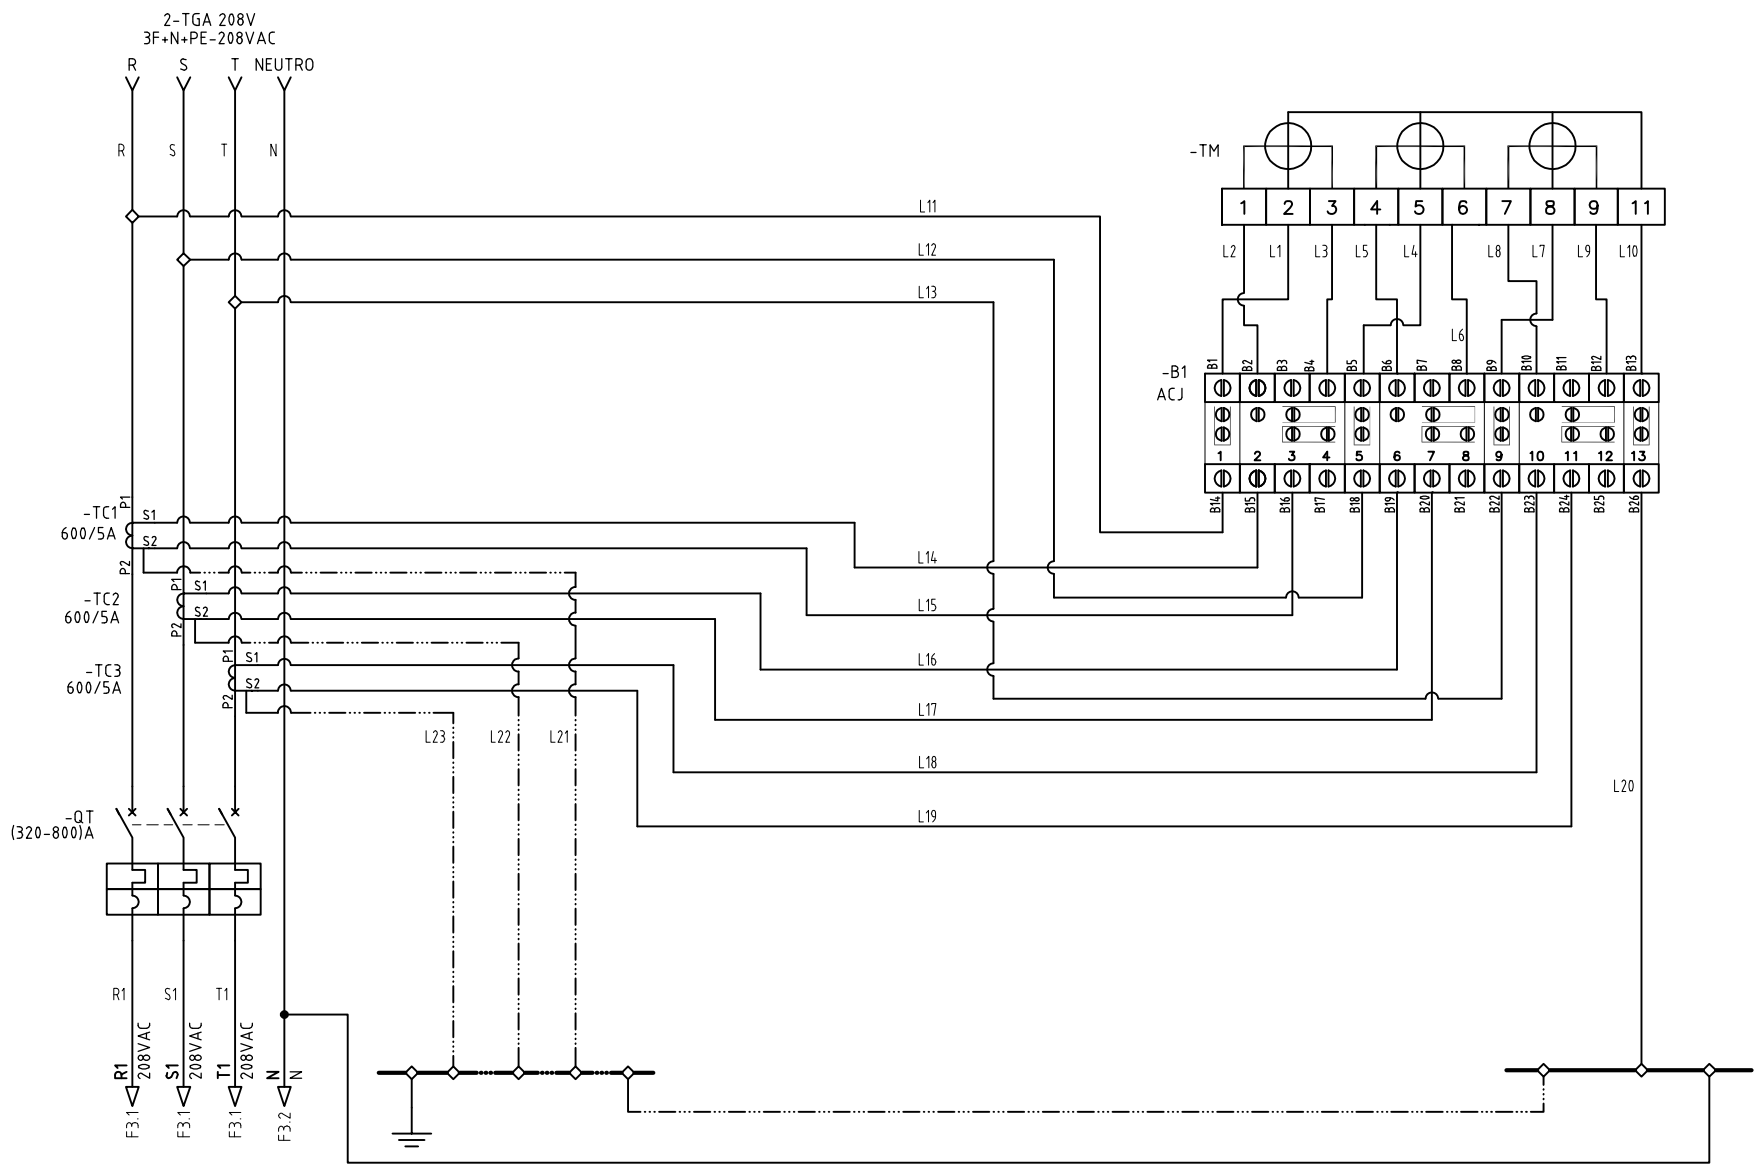 2-TGA 208V
3F+N+PE-208VAC
R S T NEUTRO
R S T N
-TM
1 2 3 4 5 6 7 8 9 11
L11
L12
L13
L2 L1 L3 L5 L4 L8 L7 L9 L10
L6
-B1
ACJ
B1 B2 B3 B4 B5 B6 B7 B8 B9 B10 B11 B12 B13
1 2 3 4 5 6 7 8 9 10 11 12 13
B14 B15 B16 B17 B18 B19 B20 B21 B22 B23 B24 B25 B26
-TC1
600/5A
P1
S1
S2
P2
L14
-TC2
600/5A
P1
S1
S2
P2
L15
-TC3
600/5A
P1
S1
S2
P2
L16
L17
L23 L22 L21
L18
L20
-QT
(320-800)A
L19
R1 S1 T1
R1 208VAC
S1 208VAC
T1 208VAC
N N
F3.1 F3.1 F3.1 F3.2